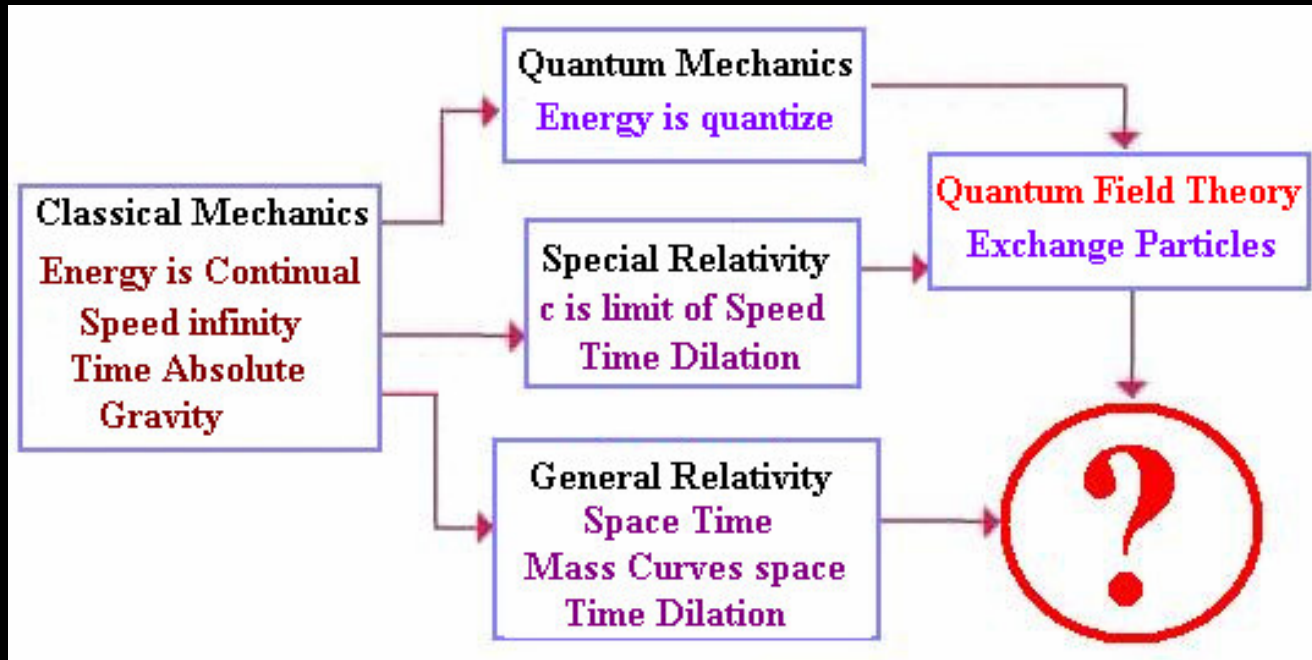 Quantum Mechanics
Energy is quantize
Classical Mechanics
Energy is Continual
Speed infinity
Time Absolute
Gravity
Special Relativity
c is limit of Speed
Time Dilation
General Relativity
Space Time
Mass Curves space
Time Dilation
Quantum Field Theory
Exchange Particles
?